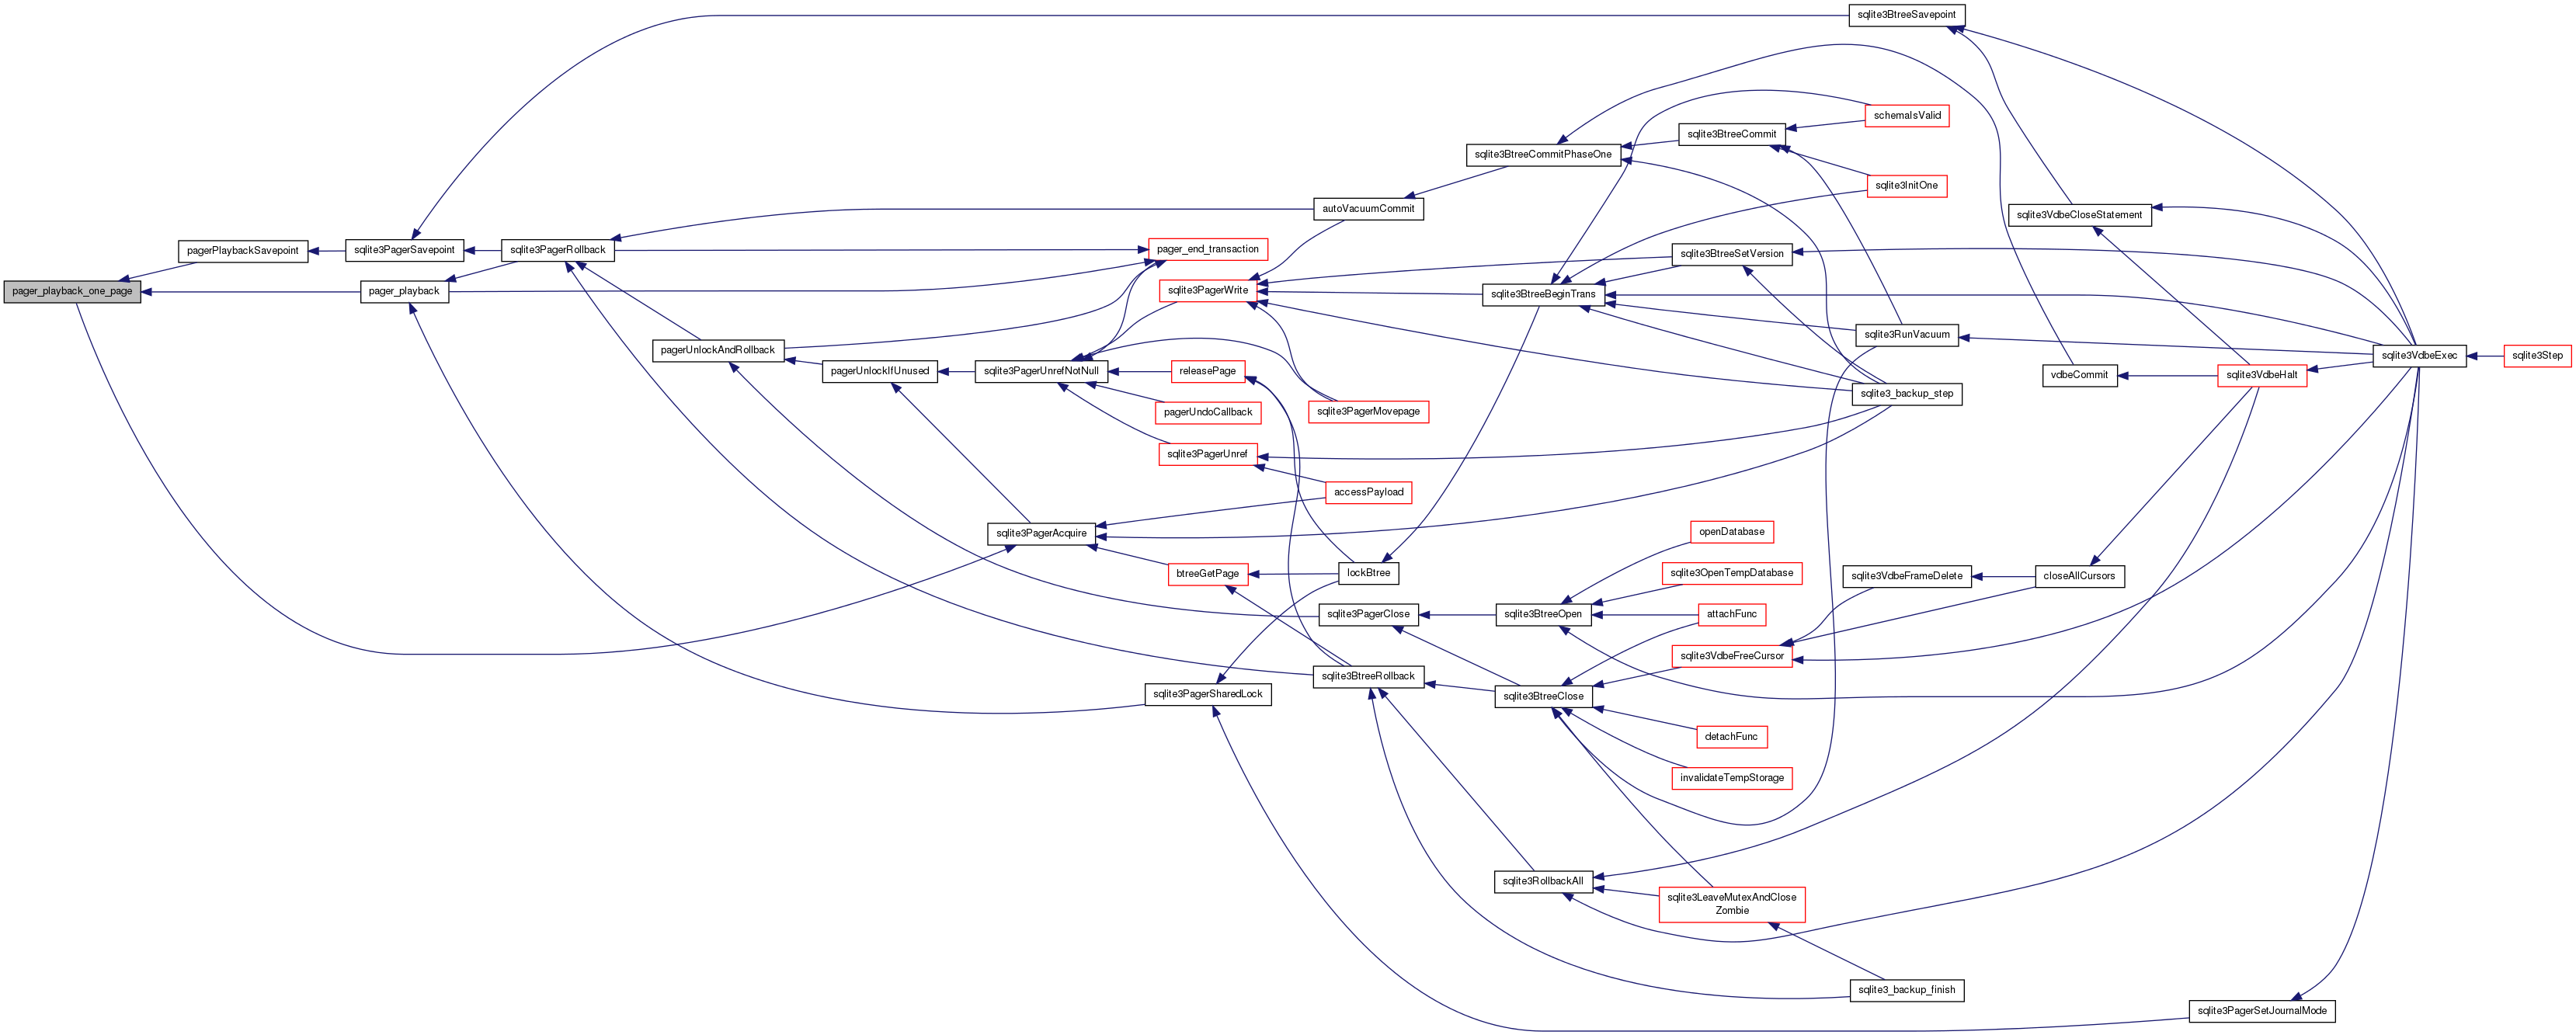 sqlite3BtreeSavepoint
schemaIsValid
sqlite3BtreeCommit
sqlite3BtreeCommitPhaseOne
sqlite3InitOne
autoVacuumCommit
sqlite3VdbeCloseStatement
pagerPlaybackSavepoint
sqlite3PagerSavepoint
sqlite3PagerRollback
pager_end_transaction
sqlite3BtreeSetVersion
pager_playback_one_page
pager_playback
sqlite3PagerWrite
sqlite3BtreeBeginTrans
sqlite3RunVacuum
pagerUnlockAndRollback
sqlite3VdbeExec
sqlite3Step
pagerUnlockIfUnused
sqlite3PagerUnrefNotNull
releasePage
vdbeCommit
sqlite3VdbeHalt
sqlite3_backup_step
pagerUndoCallback
sqlite3PagerMovepage
sqlite3PagerUnref
accessPayload
sqlite3PagerAcquire
openDatabase
btreeGetPage
lockBtree
sqlite3OpenTempDatabase
sqlite3VdbeFrameDelete
closeAllCursors
sqlite3PagerClose
sqlite3BtreeOpen
attachFunc
sqlite3VdbeFreeCursor
sqlite3BtreeRollback
sqlite3PagerSharedLock
sqlite3BtreeClose
detachFunc
invalidateTempStorage
sqlite3RollbackAll
sqlite3LeaveMutexAndClose
Zombie
sqlite3_backup_finish
sqlite3PagerSetJournalMode